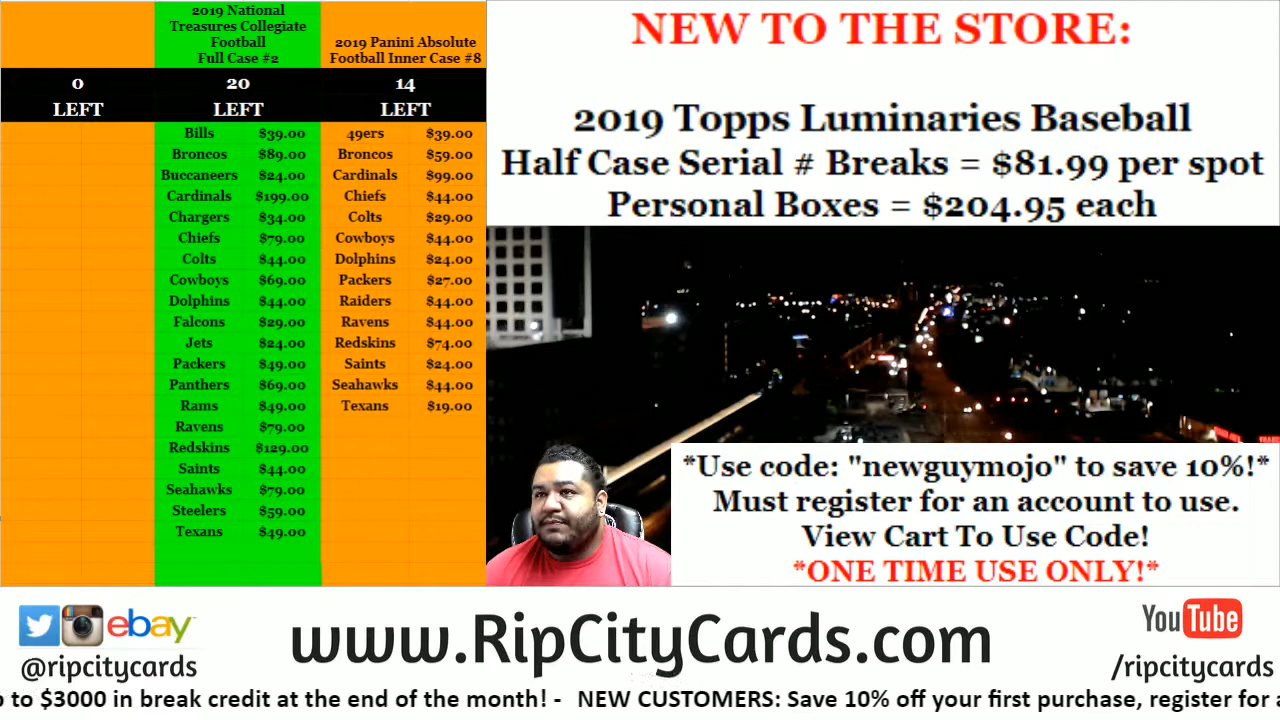 2019 National
Treasures Collegiate
Football
Full Case #2
2019 Panini Absolute
Football Inner Case #8
0 20 14
LEFT LEFT LEFT
Bills $39.00 49ers $39.00
Broncos $89.00 Broncos $59.00
Buccaneers $24.00 Cardinals $99.00
Cardinals $199.00 Chiefs $44.00
Chargers $34.00 Colts $29.00
Chiefs $79.00 Cowboys $44.00
Colts $44.00 Dolphins $24.00
Cowboys $69.00 Packers $27.00
Dolphins $44.00 Raiders $44.00
Falcons $29.00 Ravens $44.00
Jets $24.00 Redskins $74.00
Packers $49.00 Saints $24.00
Panthers $69.00 Seahawks $44.00
Rams $49.00 Texans $19.00
Ravens $79.00
Redskins $129.00
Saints $44.00
Seahawks $79.00
Steelers $59.00
Texans $49.00
NEW TO THE STORE:
2019 Topps Luminaries Baseball
Half Case Serial # Breaks = $81.99 per spot
Personal Boxes = $204.95 each
*Use code: "newguymojo" to save 10%!*
Must register for an account to use.
View Cart To Use Code!
*ONE TIME USE ONLY!*
ebay
@ripcitycards
www.RipCityCards.com
YouTube
/ripcitycards
to $3000 in break credit at the end of the month! - NEW CUSTOMERS: Save 10% off your first purchase, register for